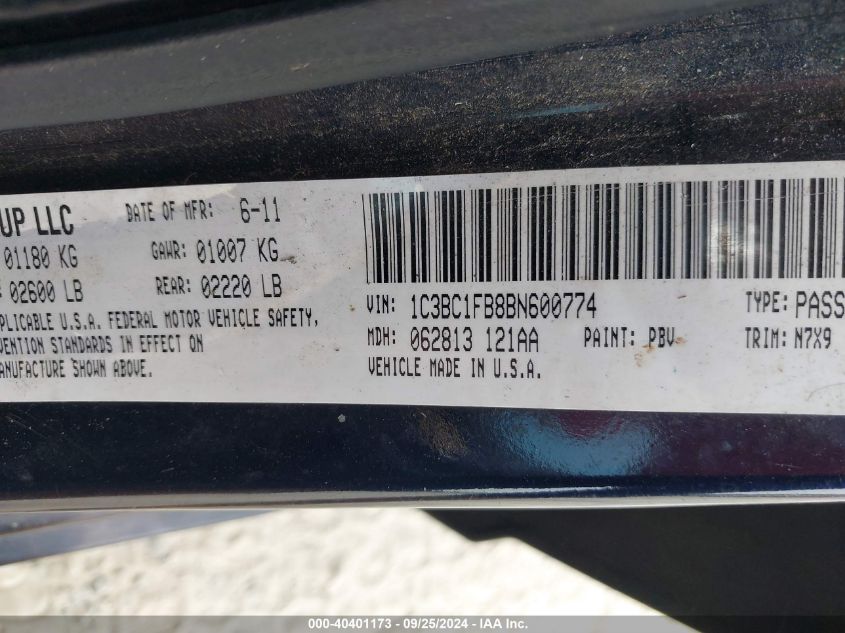 UP LLC DATE OF MFR: 6-11
01180 KG GAWR: 01007 KG
02600 LB REAR: 02220 LB
PLICABLE U.S.A. FEDERAL MOTOR VEHICLE SAFETY,
VENTION STANDARDS IN EFFECT ON
ANUFACTURE SHOWN ABOVE.
VIN: 1C3BC1FB8BN600774 TYPE: PASS
MDH: 062813 121AA PAINT: PBV TRIM: N7X9
VEHICLE MADE IN U.S.A.
000-40401173 - 09/25/2024 - IAA Inc.